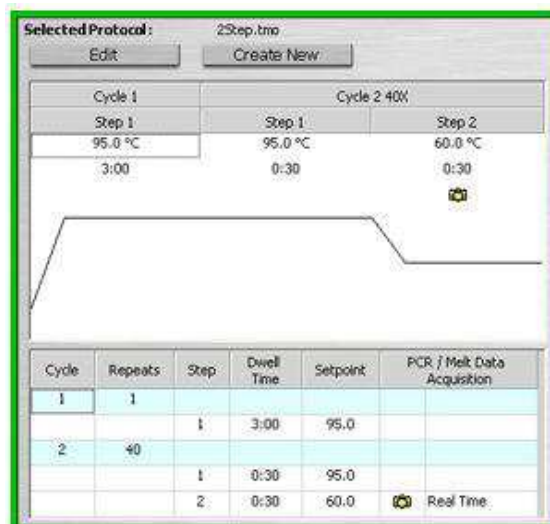 Selected Protocol: 2Step.tmo
Edit Create New
Cycle 1 Cycle 2 40X
Step 1 Step 1 Step 2
95.0 °C 95.0 °C 60.0 °C
3:00 0:30 0:30
Cycle Repeats Step Dwell Time Setpoint PCR / Melt Data Acquisition
1 1
1 3:00 95.0
2 40
1 0:30 95.0
2 0:30 60.0 Real Time